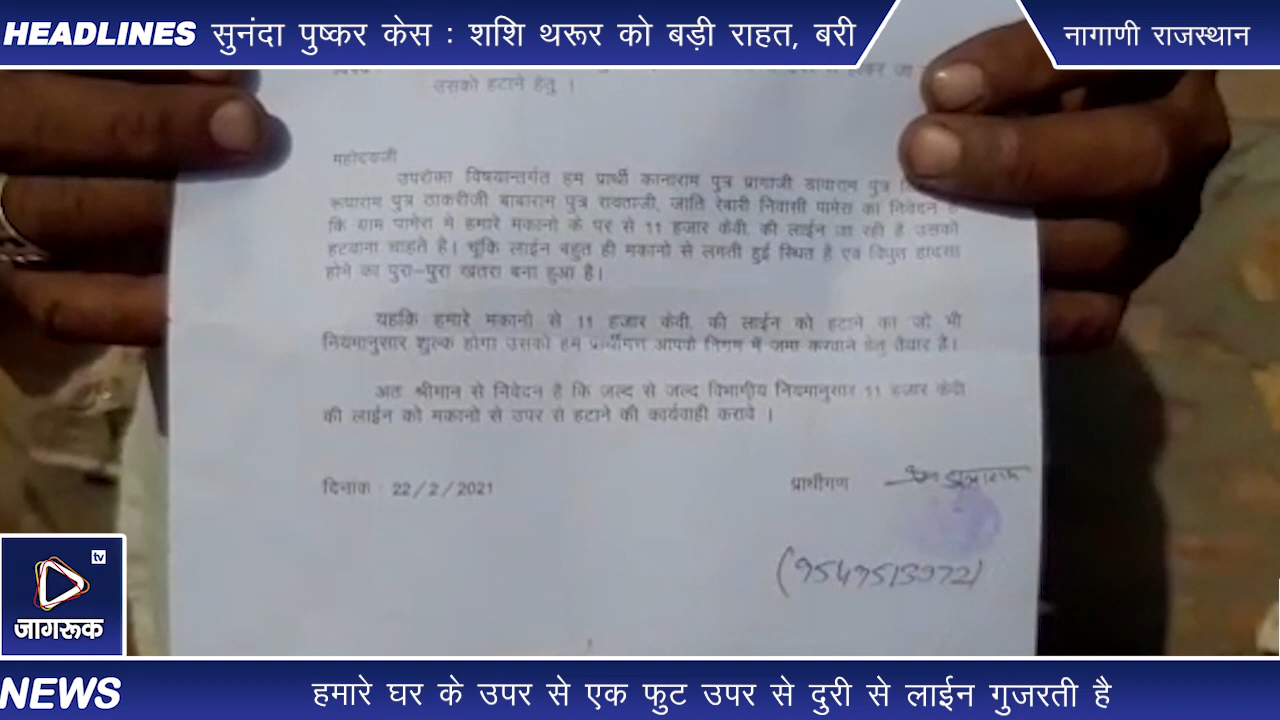 HEADLINES सुनंदा पुष्कर केस : शशि थरूर को बड़ी राहत, बरी
नागाणी राजस्थान
उसको हटाने हेतु ।
महोदयजी
उपरोक्त विषयान्तर्गत हम प्रार्थी कानाराम पुत्र प्रागाजी डावाराम पुत्र
रूपाराम पुत्र ठाकरीजी बाबाराम पुत्र रावताजी, जाति रेबारी निवासी पामेरा का निवेदन है
कि ग्राम पामेरा मे हमारे मकानो के पर से 11 हजार केवी. की लाईन जा रही है उसको
हटवाना चाहते है। चूंकि लाईन बहुत ही मकानो से लगती हुई स्थित है एवं विधुत हादसा
होने का पुरा-पुरा खतरा बना हुआ है।
यहकि हमारे मकानो से 11 हजार केवी. की लाईन को हटाने का जो भी
नियमानुसार शुल्क होगा उसको हम प्रार्थीगण आपके निगम में जमा करवाने हेतु तैयार है।
अतः श्रीमान से निवेदन है कि जल्द से जल्द विभागीय नियमानुसार 11 हजार केवी
की लाईन को मकानो से उपर से हटाने की कार्यवाही करावे ।
दिनांक : 22/2/2021
प्रार्थीगण
tv
जागरूक
NEWS हमारे घर के उपर से एक फुट उपर से दुरी से लाईन गुजरती है